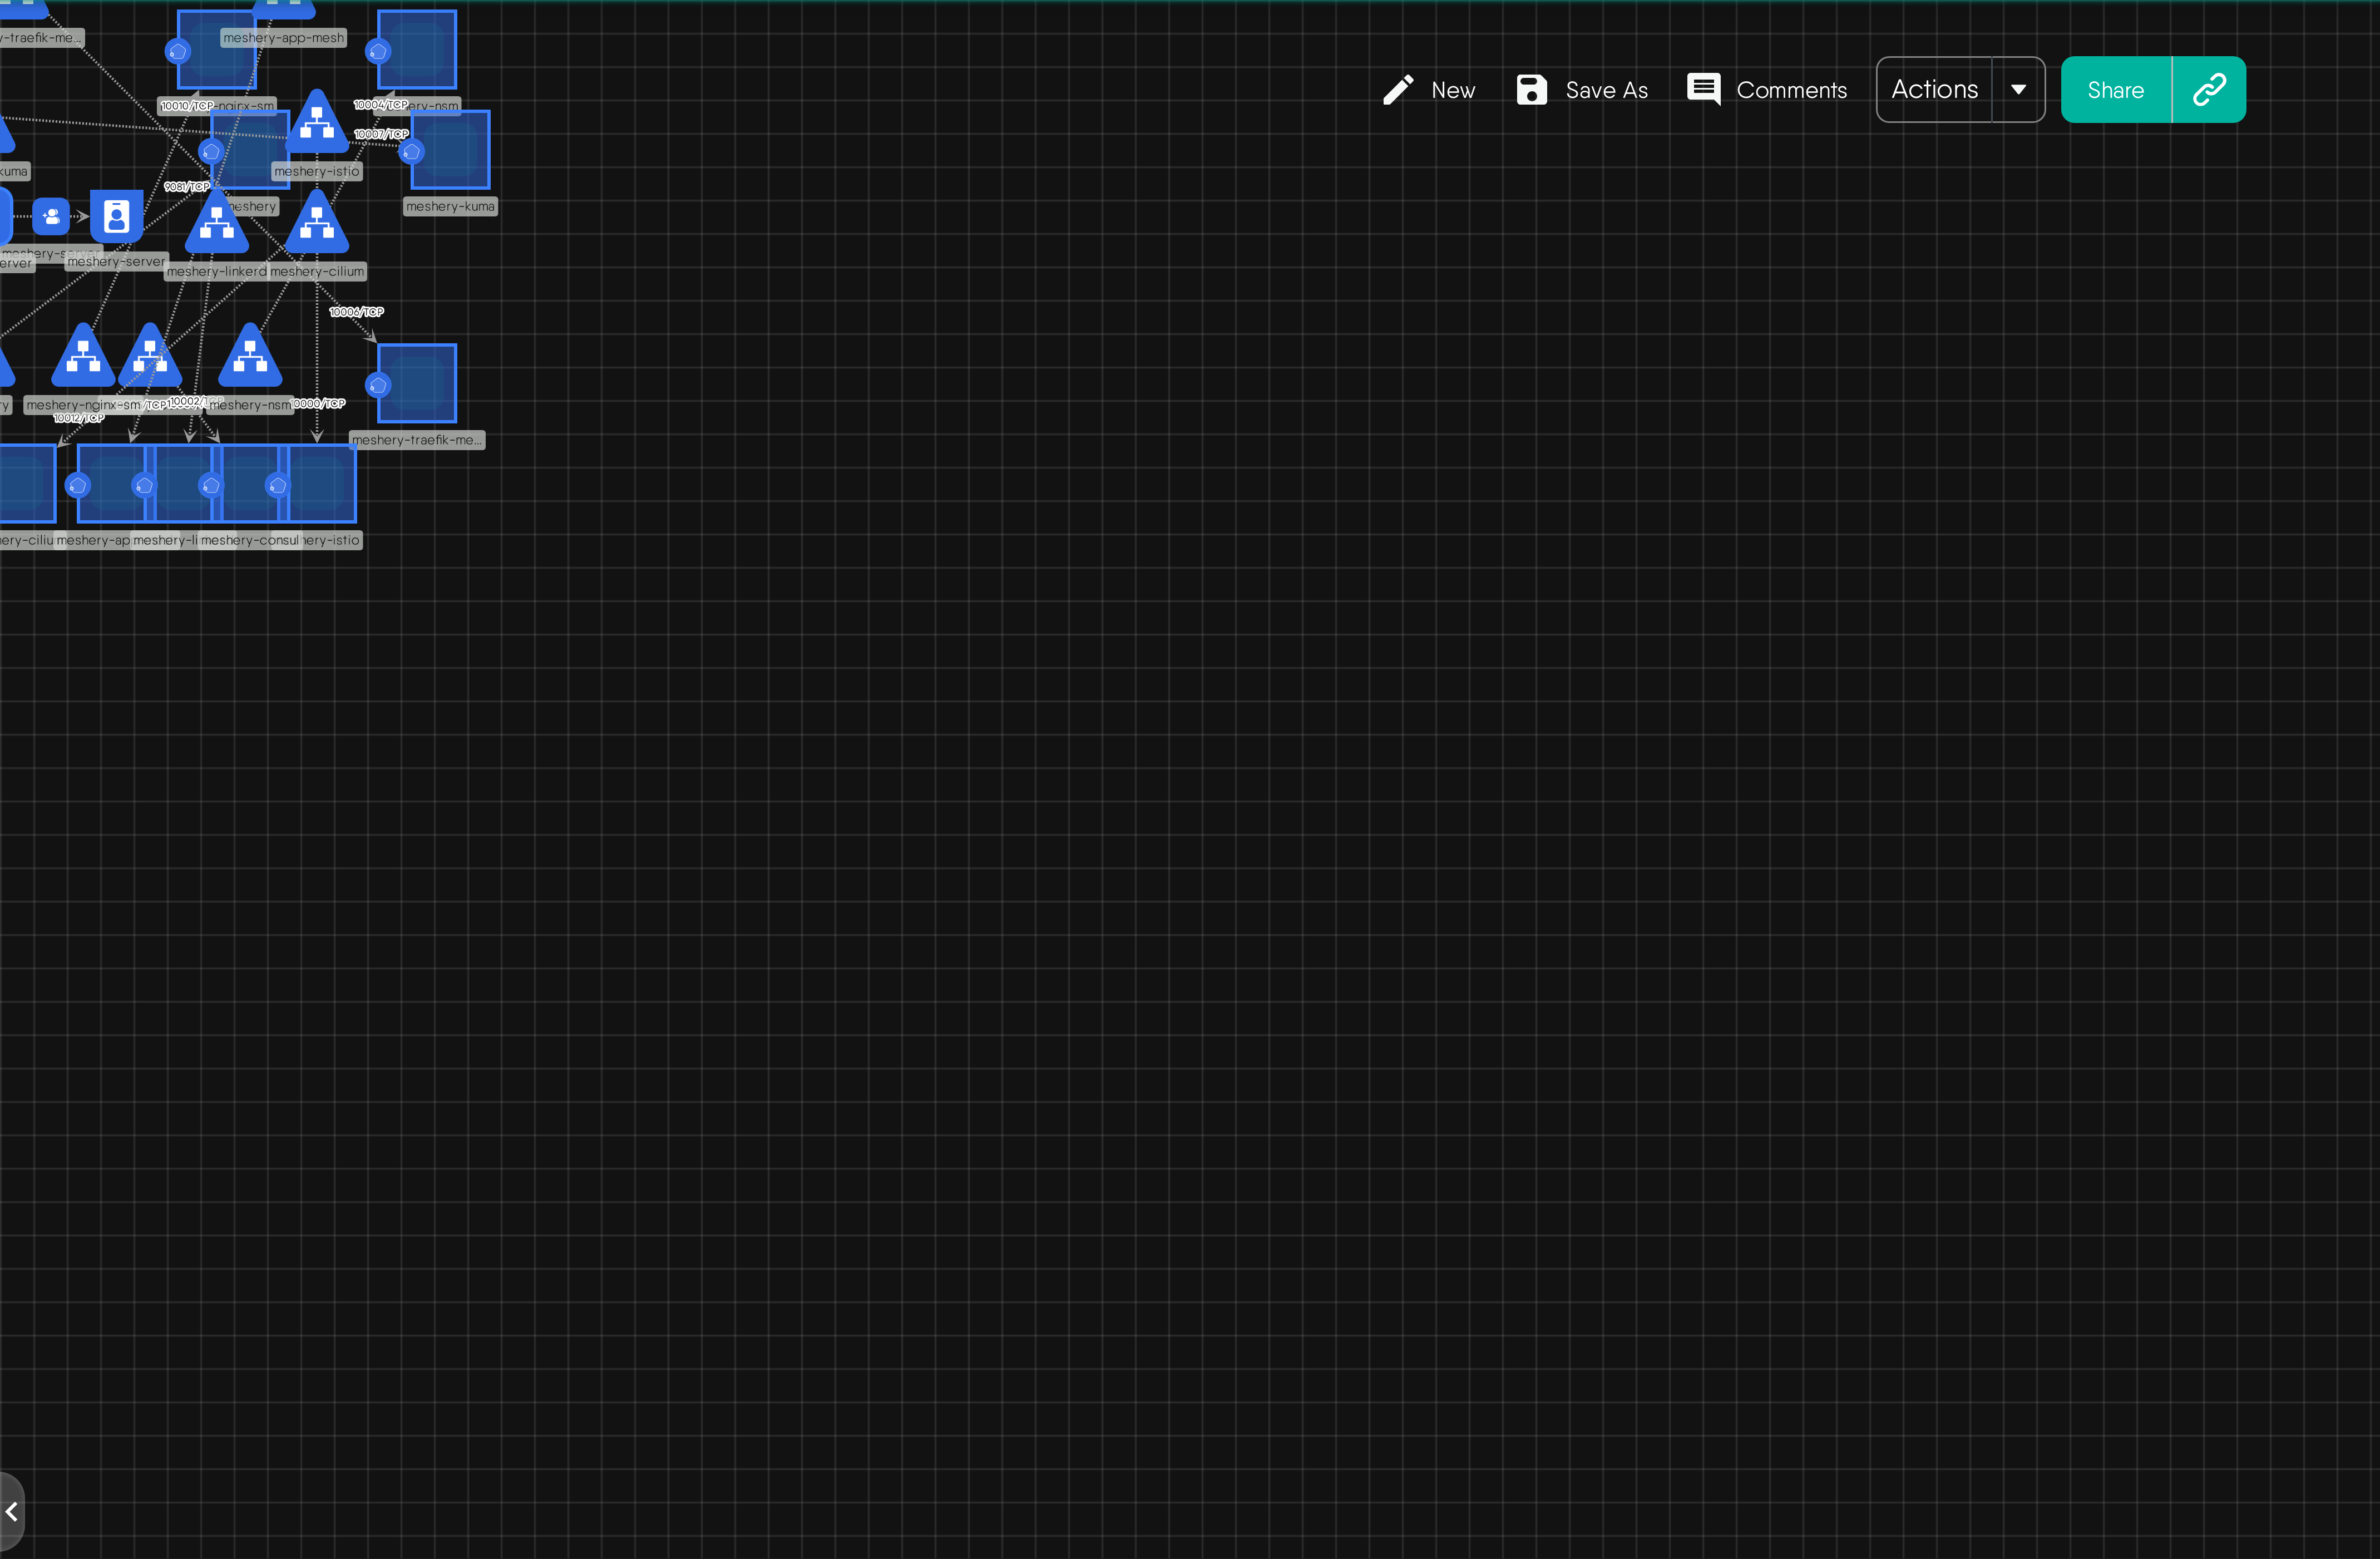 y-traefik-me...
meshery-app-mesh
10010/TCP
-nginx-sm
10004/TCP
ery-nsm
New
Save As
Comments
Actions
Share
10007/TCP
kuma
meshery-istio
9081/TCP
meshery
meshery-kuma
meshery-server
erver
meshery-server
meshery-linkerd
meshery-cilium
10006/TCP
y
meshery-nginx-sm
/TCP
10002/T
meshery-nsm
0000/TCP
10012/TCP
meshery-traefik-me...
ery-ciliu
meshery-ap
meshery-li
meshery-consul
ery-istio